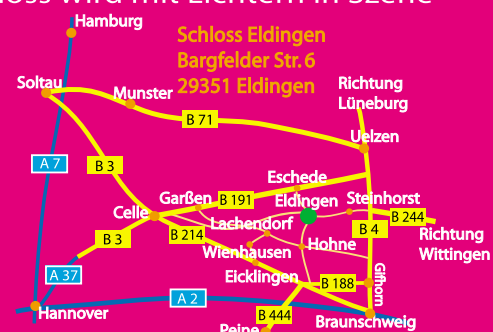 Hamburg
Schloss Eldingen
Bargfelder Str. 6
29351 Eldingen
Soltau
Munster
Richtung
Lüneburg
B 71
Uelzen
A 7
B 3
Eschede
Garßen
B 191
Eldingen
Steinhorst
Celle
B 244
Lachendorf
B 4
B 214
B 3
Hohne
Richtung
Wittingen
Wienhausen
A 37
Eicklingen
B 188
Gifhorn
A 2
Hannover
B 444
Braunschweig
Peine